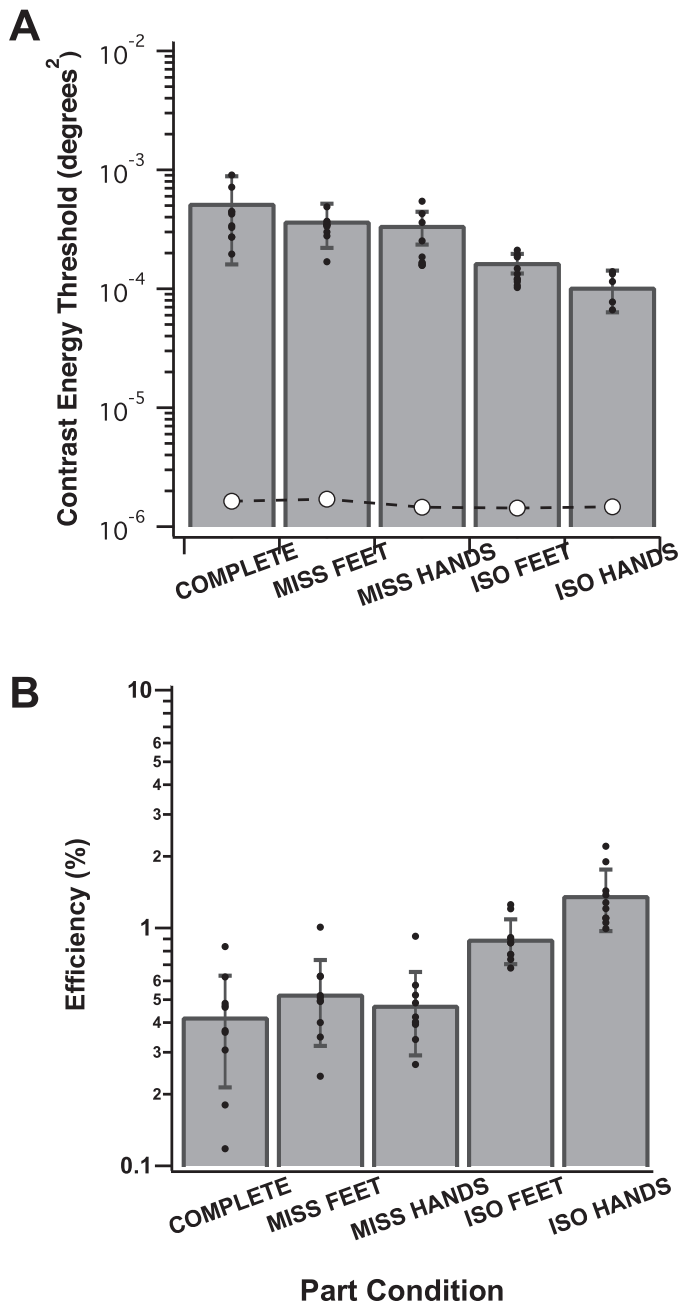 A
Contrast Energy Threshold (degrees²)
10⁻²
10⁻³
10⁻⁴
10⁻⁵
10⁻⁶
COMPLETE
MISS FEET
MISS HANDS
ISO FEET
ISO HANDS
B
Efficiency (%)
10
6
5
4
3
2
1
6
5
4
3
2
0.1
COMPLETE
MISS FEET
MISS HANDS
ISO FEET
ISO HANDS
Part Condition